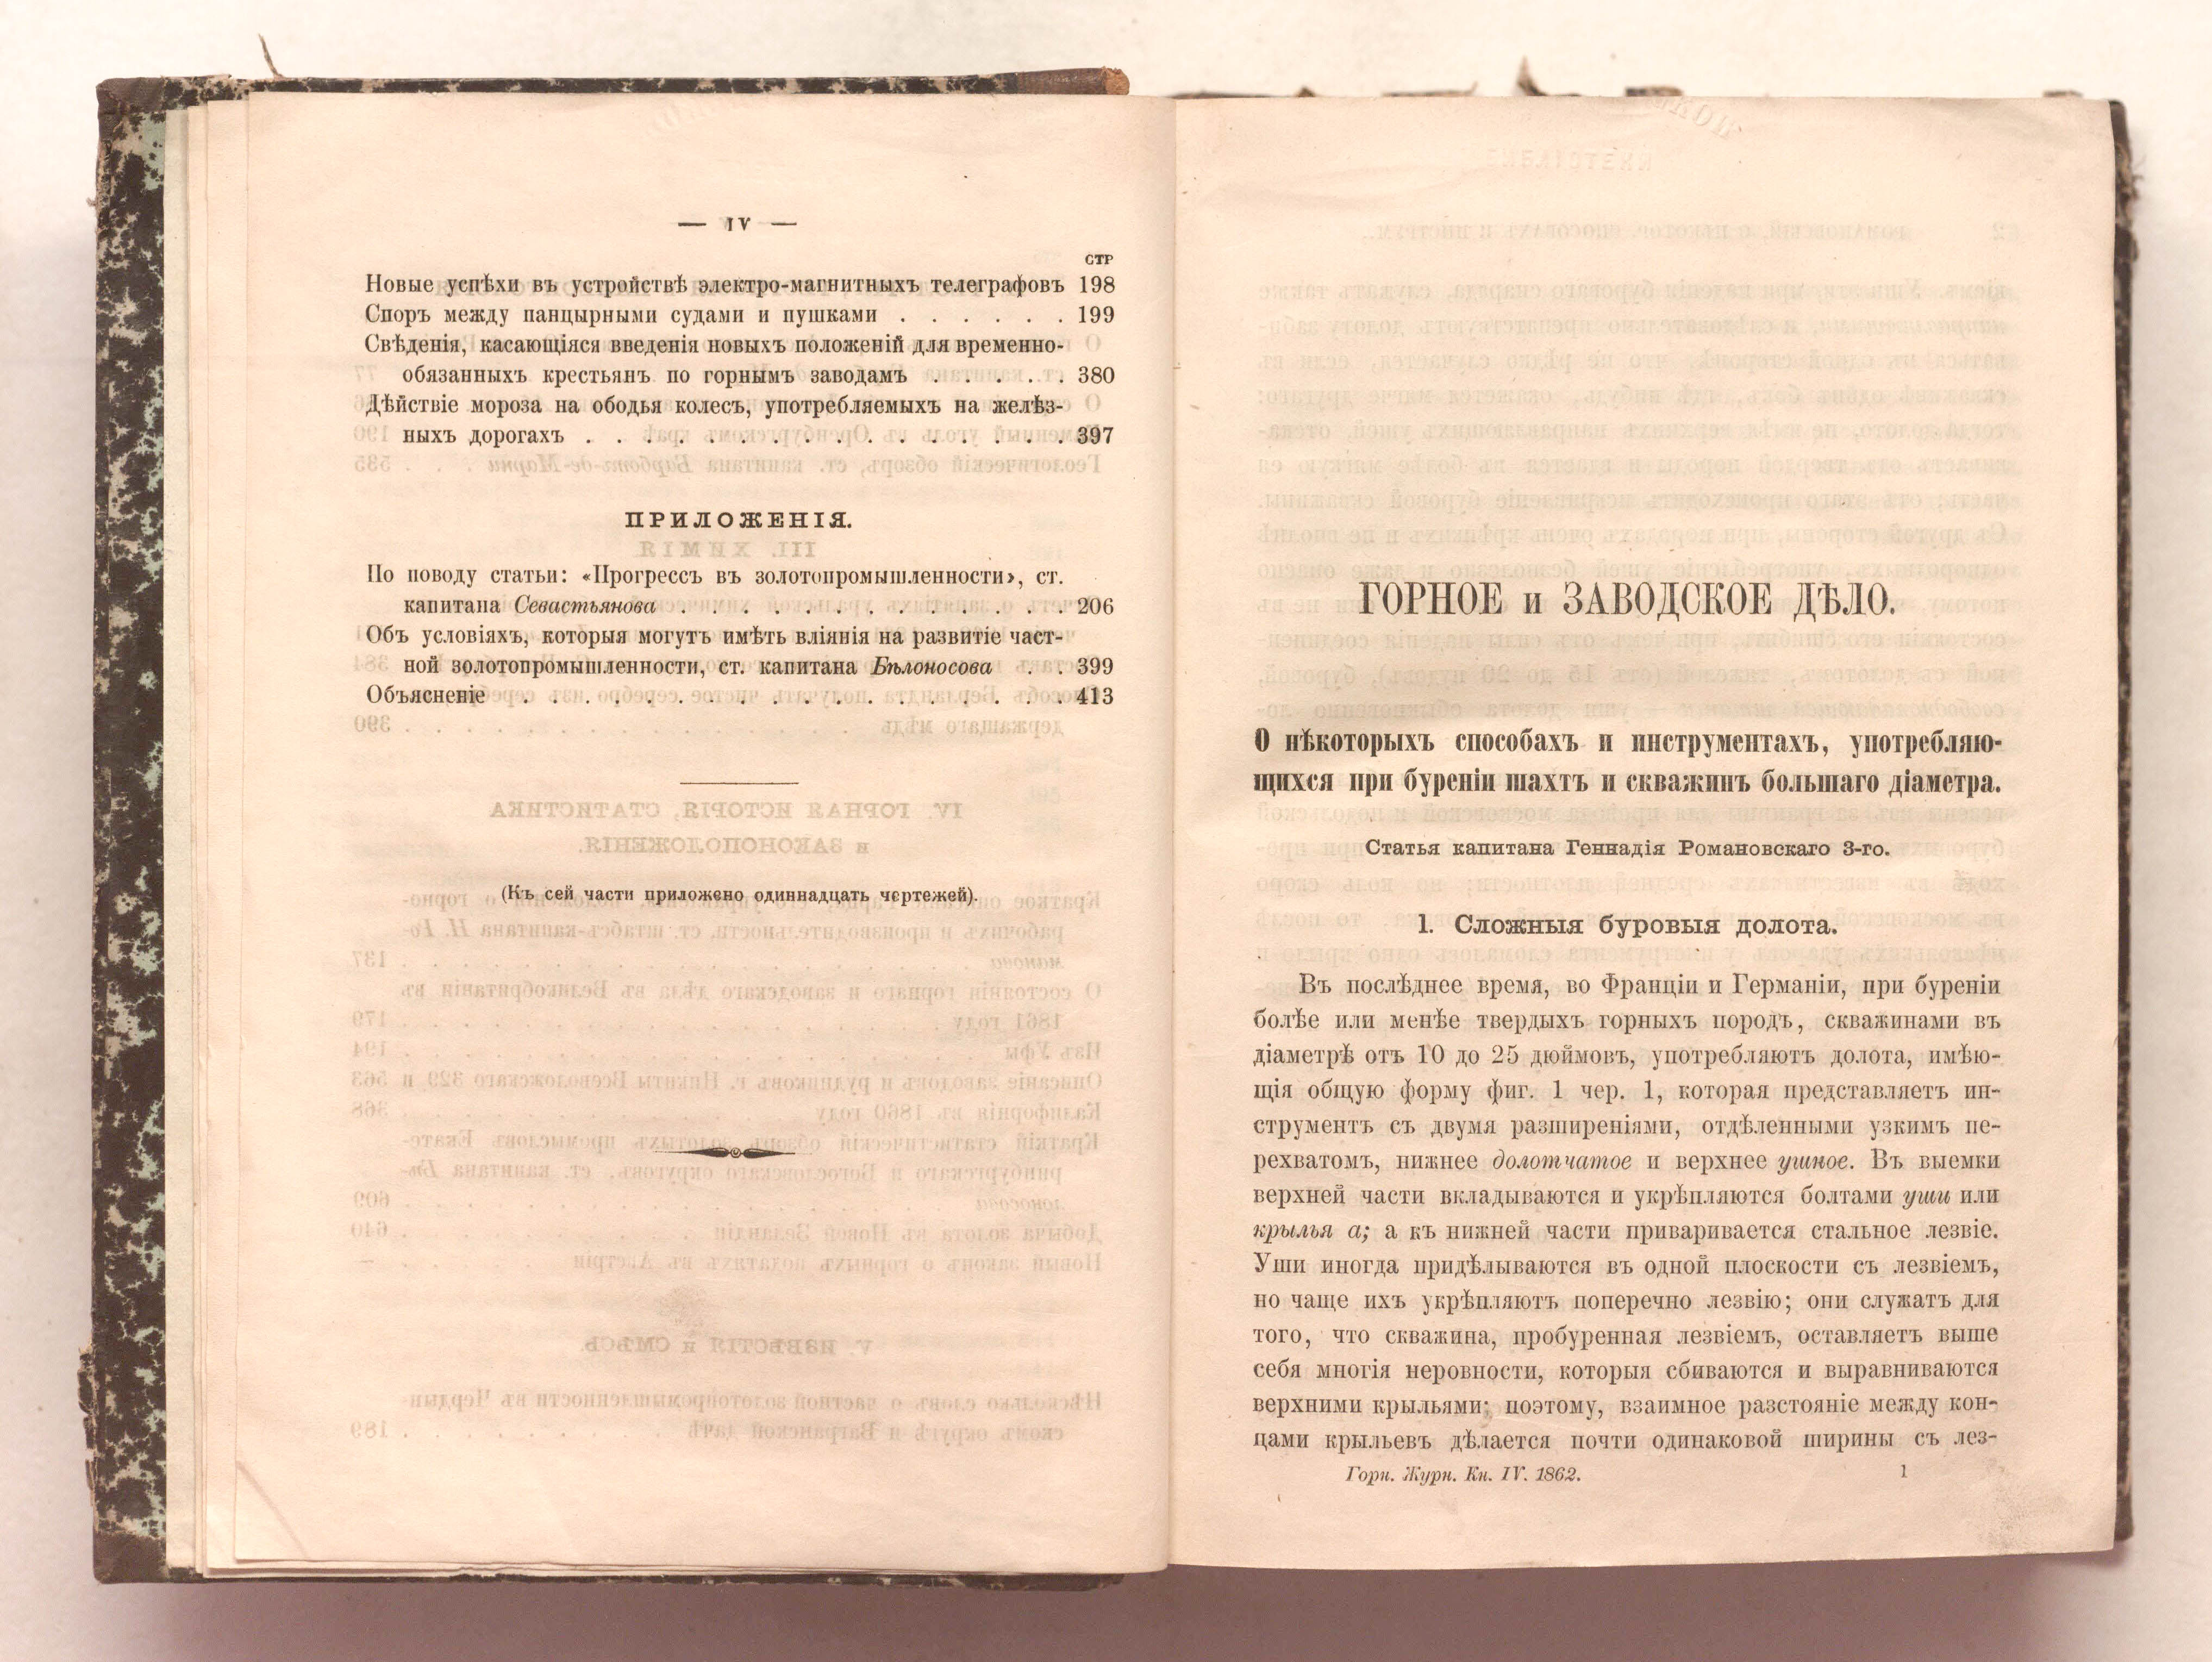 — IV —
СТР
Новые успѣхи въ устройствѣ электро-магнитныхъ телеграфовъ 198
Споръ между панцырными судами и пушками . . . . . . 199
Свѣденія, касающіяся введенія новыхъ положеній для временно-
обязанныхъ крестьянъ по горнымъ заводамъ . . . . . 380
Дѣйствіе мороза на ободья колесъ, употребляемыхъ на желѣз-
ныхъ дорогахъ . . . . . . . . . . . . . . . . 397
ПРИЛОЖЕНІЯ.
По поводу статьи: «Прогрессъ въ золотопромышленности», ст.
капитана Севастьянова . . . . . . . . . . . . . 206
Объ условіяхъ, которыя могутъ имѣть вліянія на развитіе част-
ной золотопромышленности, ст. капитана Бѣлоносова . . 399
Объясненіе . . . . . . . . . . . . . . . . . . 413
(Къ сей части приложено одиннадцать чертежей).
ГОРНОЕ и ЗАВОДСКОЕ ДѢЛО.
О нѣкоторыхъ способахъ и инструментахъ, употребляю-
щихся при буреніи шахтъ и скважинъ большаго діаметра.
Статья капитана Геннадія Романовскаго 3-го.
1. Сложныя буровыя долота.
Въ послѣднее время, во Франціи и Германіи, при буреніи
болѣе или менѣе твердыхъ горныхъ породъ, скважинами въ
діаметрѣ отъ 10 до 25 дюймовъ, употребляютъ долота, имѣю-
щія общую форму фиг. 1 чер. 1, которая представляетъ ин-
струментъ съ двумя разширеніями, отдѣленными узкимъ пе-
рехватомъ, нижнее долотчатое и верхнее ушное. Въ выемки
верхней части вкладываются и укрѣпляются болтами уши или
крылья а; а къ нижней части приваривается стальное лезвіе.
Уши иногда придѣлываются въ одной плоскости съ лезвіемъ,
но чаще ихъ укрѣпляютъ поперечно лезвію; они служатъ для
того, что скважина, пробуренная лезвіемъ, оставляетъ выше
себя многія неровности, которыя сбиваются и выравниваются
верхними крыльями; поэтому, взаимное разстояніе между кон-
цами крыльевъ дѣлается почти одинаковой ширины съ лез-
Горн. Журн. Кн. IV. 1862. 1